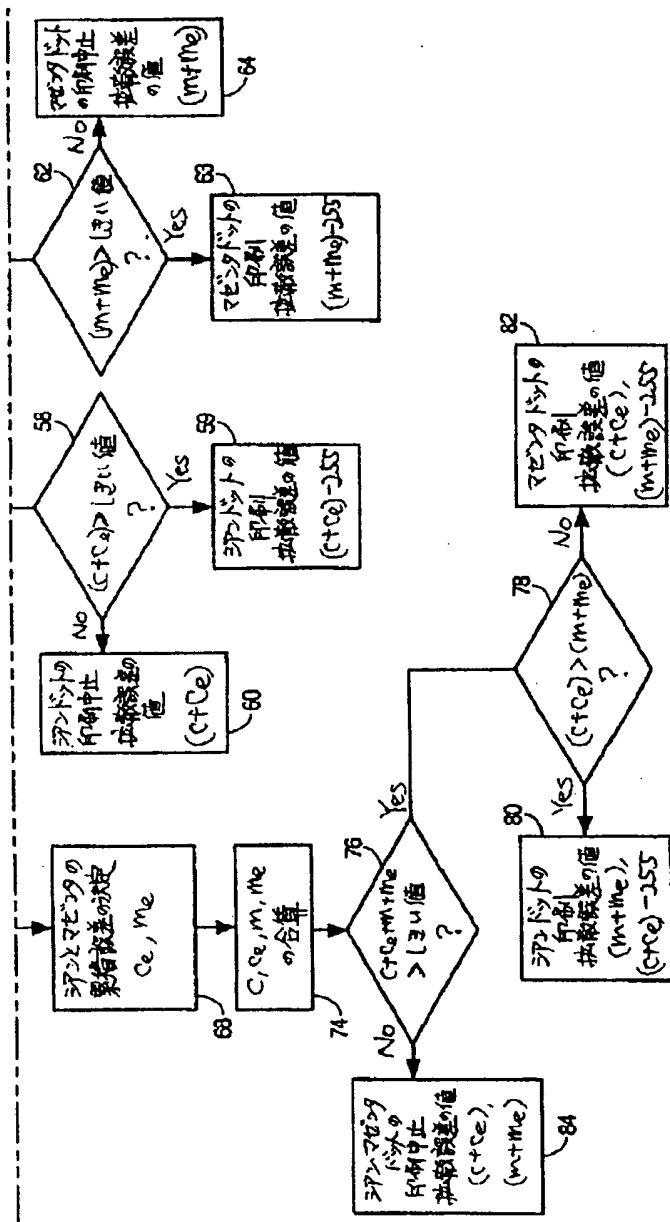 マゼンタドット
の印刷中止
拡散誤差
の値
(m+me)
64
No
62
(m+me)>しきい値
?
Yes
63
マゼンタドットの
印刷
拡散誤差の値
(m+me)-255
58
(c+ce)>しきい値
?
Yes
59
シアンドットの
印刷
拡散誤差の値
(c+ce)-255
No
シアンドットの
印刷中止
拡散誤差の
値
(c+ce)
60
シアンとマゼンタの
累積誤差の決定
ce, me
68
c, ce, m, me
の合算
74
76
c+ce+m+me
>しきい値
?
Yes
No
シアン,マゼンタ
ドットの
印刷中止
拡散誤差の値
(c+ce),
(m+me)
84
78
(c+ce)>(m+me)
?
Yes
80
シアンドットの
印刷
拡散誤差の値
(m+me),
(c+ce)-255
No
82
マゼンタドットの
印刷
拡散誤差の値
(c+ce),
(m+me)-255